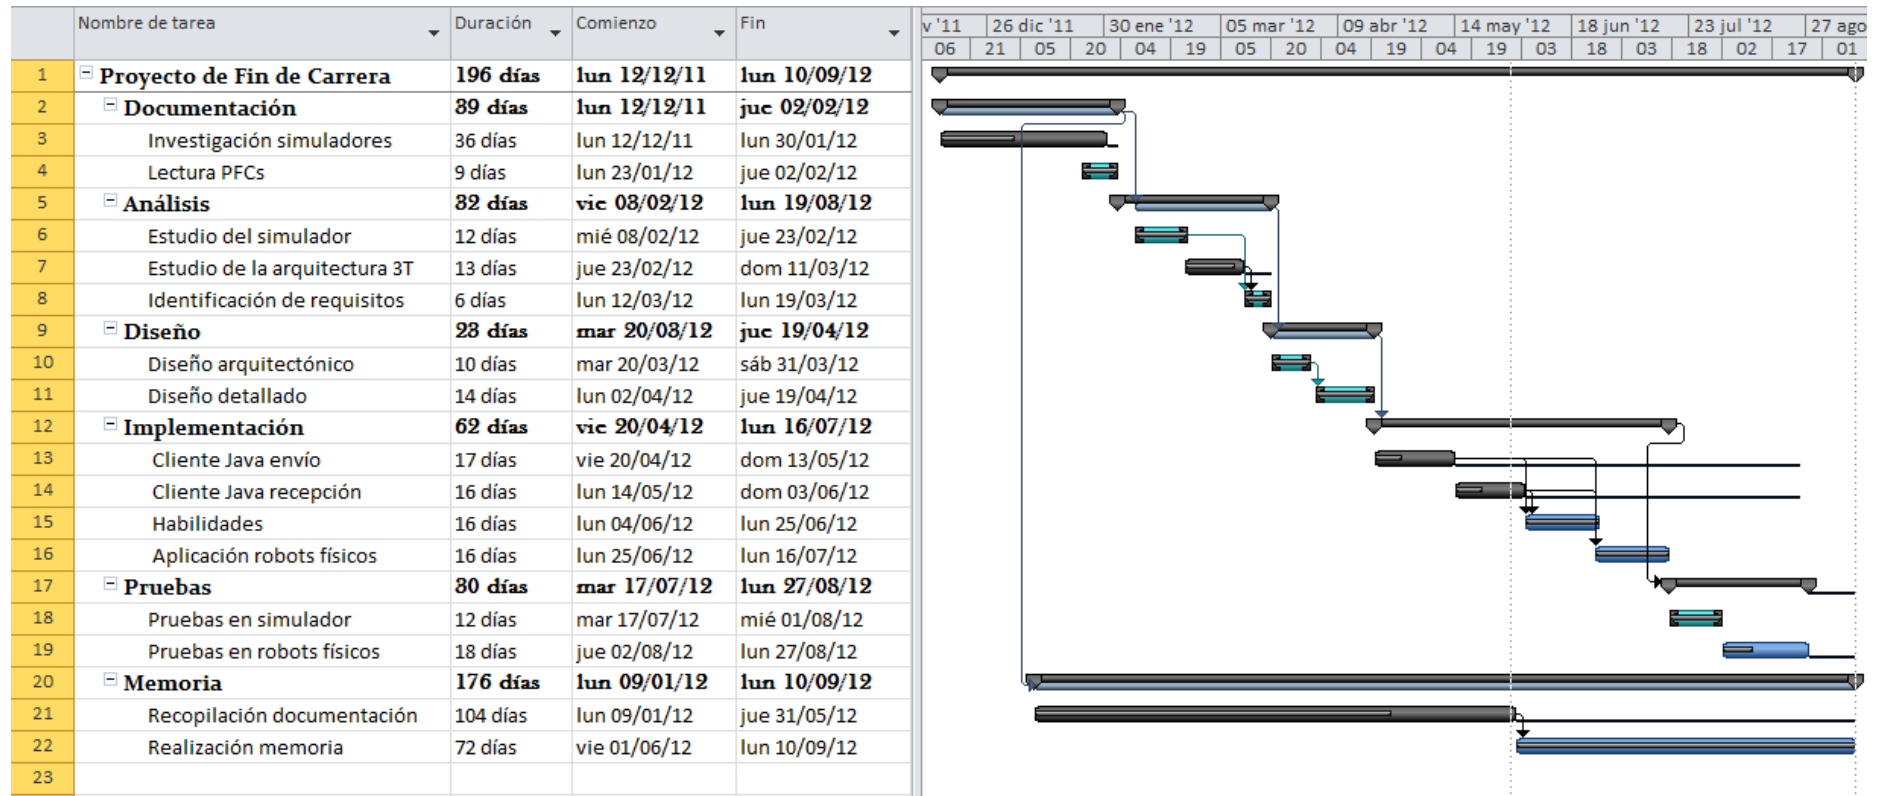 Nombre de tarea Duración Comienzo Fin v '11 26 dic '11 30 ene '12 05 mar '12 09 abr '12 14 may '12 18 jun '12 23 jul '12 27 ago
06 21 05 20 04 19 05 20 04 19 04 19 03 18 03 18 02 17 01
1 Proyecto de Fin de Carrera 196 días lun 12/12/11 lun 10/09/12
2 Documentación 39 días lun 12/12/11 jue 02/02/12
3 Investigación simuladores 36 días lun 12/12/11 lun 30/01/12
4 Lectura PFCs 9 días lun 23/01/12 jue 02/02/12
5 Análisis 32 días vie 03/02/12 lun 19/03/12
6 Estudio del simulador 12 días mié 08/02/12 jue 23/02/12
7 Estudio de la arquitectura 3T 13 días jue 23/02/12 dom 11/03/12
8 Identificación de requisitos 6 días lun 12/03/12 lun 19/03/12
9 Diseño 23 días mar 20/03/12 jue 19/04/12
10 Diseño arquitectónico 10 días mar 20/03/12 sáb 31/03/12
11 Diseño detallado 14 días lun 02/04/12 jue 19/04/12
12 Implementación 62 días vie 20/04/12 lun 16/07/12
13 Cliente Java envío 17 días vie 20/04/12 dom 13/05/12
14 Cliente Java recepción 16 días lun 14/05/12 dom 03/06/12
15 Habilidades 16 días lun 04/06/12 lun 25/06/12
16 Aplicación robots físicos 16 días lun 25/06/12 lun 16/07/12
17 Pruebas 30 días mar 17/07/12 lun 27/08/12
18 Pruebas en simulador 12 días mar 17/07/12 mié 01/08/12
19 Pruebas en robots físicos 18 días jue 02/08/12 lun 27/08/12
20 Memoria 176 días lun 09/01/12 lun 10/09/12
21 Recopilación documentación 104 días lun 09/01/12 jue 31/05/12
22 Realización memoria 72 días vie 01/06/12 lun 10/09/12
23